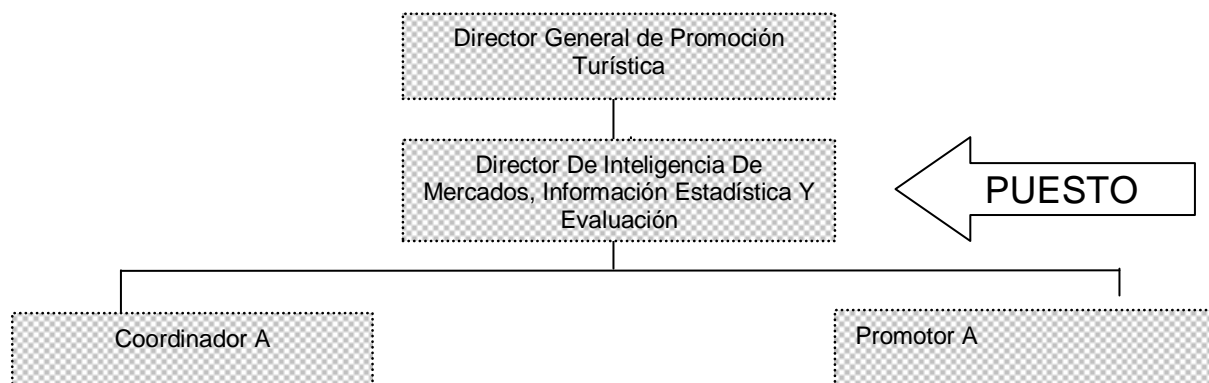 Director General de Promoción
Turística
Director De Inteligencia De
Mercados, Información Estadística Y
Evaluación
PUESTO
Coordinador A
Promotor A